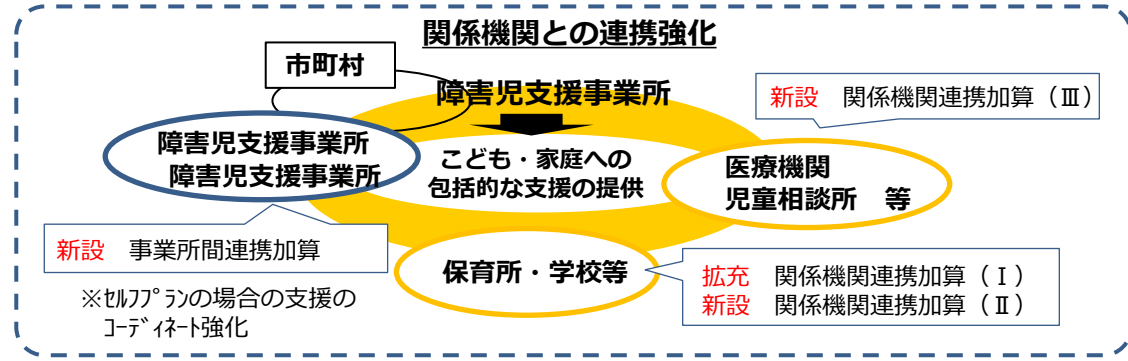 関係機関との連携強化
市町村
障害児支援事業所
新設　関係機関連携加算（Ⅲ）
障害児支援事業所
障害児支援事業所
こども・家庭への
包括的な支援の提供
医療機関
児童相談所　等
新設　事業所間連携加算
※ｾﾙﾌﾌﾟﾗﾝの場合の支援の
ｺｰﾃﾞｨﾈｰﾄ強化
保育所・学校等
拡充　関係機関連携加算（Ⅰ）
新設　関係機関連携加算（Ⅱ）